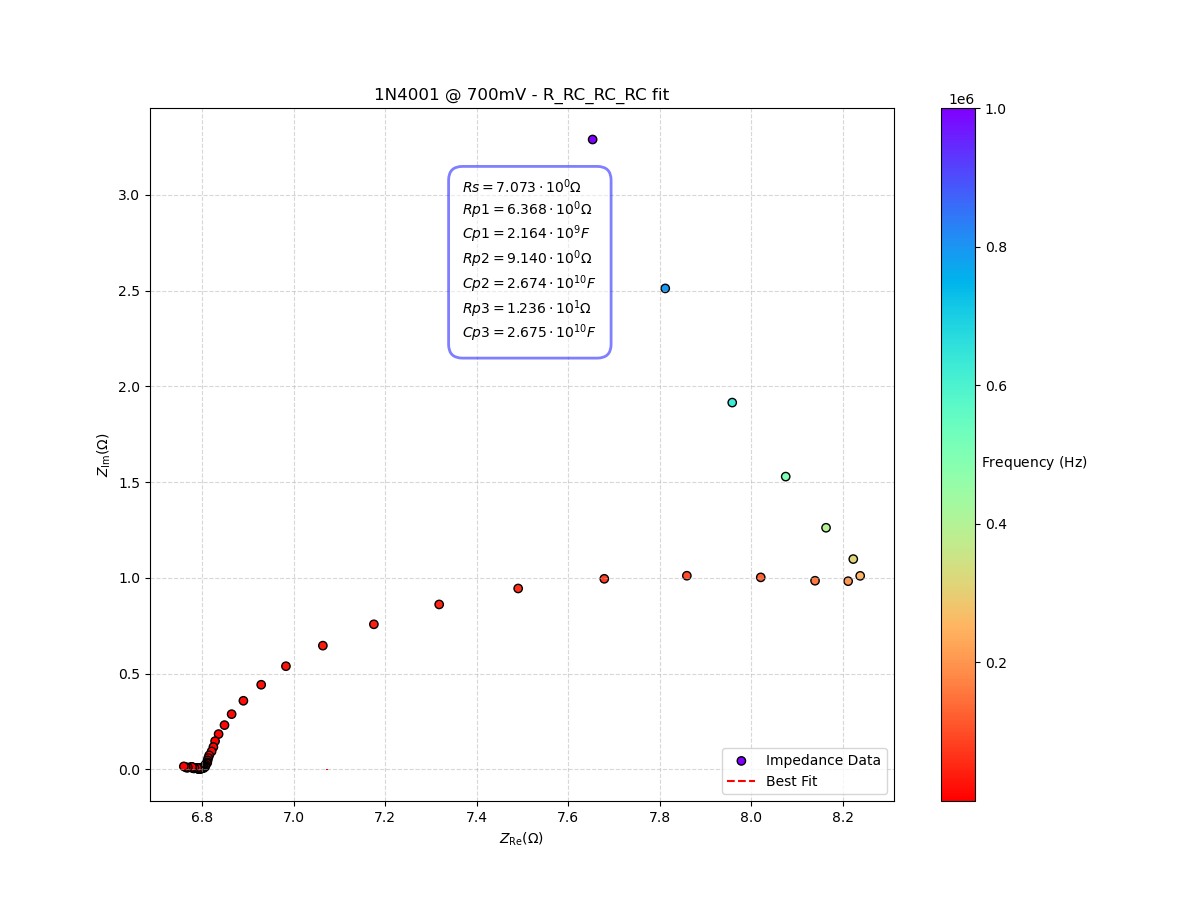 1N4001 @ 700mV - R_RC_RC_RC fit
1e6
1.0
0.8
0.6
0.4
0.2
Frequency (Hz)
Rs = 7.073 · 10⁰Ω
Rp1 = 6.368 · 10⁰Ω
Cp1 = 2.164 · 10⁹F
Rp2 = 9.140 · 10⁰Ω
Cp2 = 2.674 · 10¹⁰F
Rp3 = 1.236 · 10¹Ω
Cp3 = 2.675 · 10¹⁰F
3.0
2.5
2.0
1.5
1.0
0.5
0.0
Z_Im(Ω)
Impedance Data
Best Fit
6.8 7.0 7.2 7.4 7.6 7.8 8.0 8.2
Z_Re(Ω)